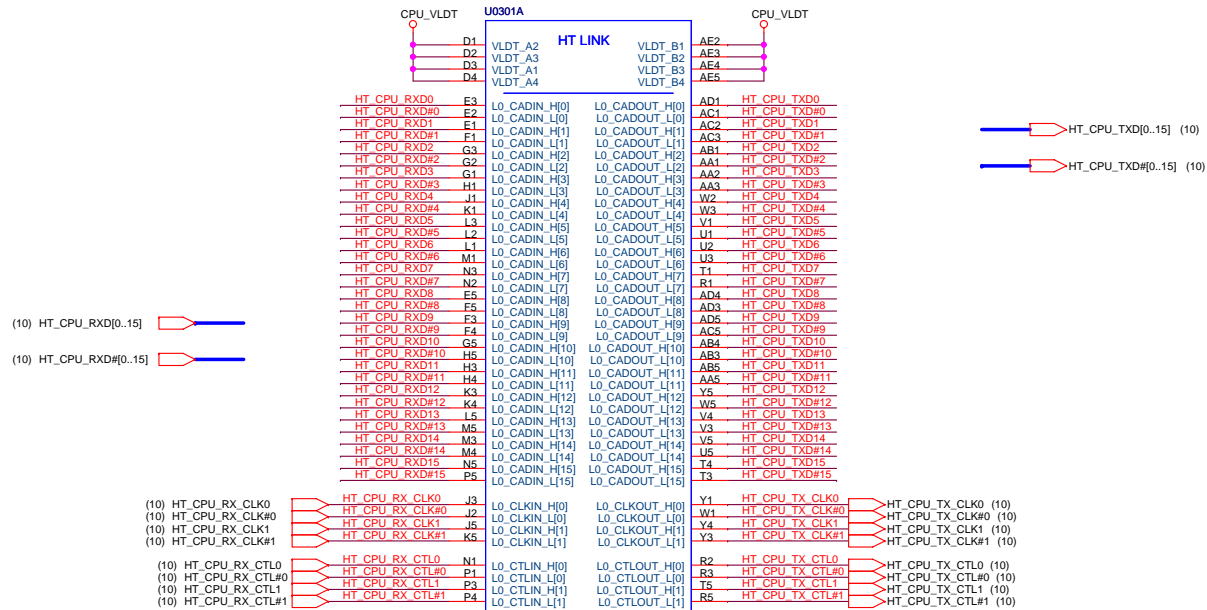 CPU_VLDT U0301A CPU_VLDT
HT LINK
D1 VLDT_A2 VLDT_B1 AE2
D2 VLDT_A3 VLDT_B2 AE3
D3 VLDT_A1 VLDT_B3 AE4
D4 VLDT_A4 VLDT_B4 AE5
HT_CPU_RXD0 E3 L0_CADIN_H[0] L0_CADOUT_H[0] AD1 HT_CPU_TXD0
HT_CPU_RXD#0 E2 L0_CADIN_L[0] L0_CADOUT_L[0] AC1 HT_CPU_TXD#0
HT_CPU_RXD1 E1 L0_CADIN_H[1] L0_CADOUT_H[1] AC2 HT_CPU_TXD1
HT_CPU_TXD[0..15] (10)
HT_CPU_RXD#1 F1 L0_CADIN_L[1] L0_CADOUT_L[1] AC3 HT_CPU_TXD#1
HT_CPU_RXD2 G3 L0_CADIN_H[2] L0_CADOUT_H[2] AB1 HT_CPU_TXD2
HT_CPU_RXD#2 G2 L0_CADIN_L[2] L0_CADOUT_L[2] AA1 HT_CPU_TXD#2
HT_CPU_TXD#[0..15] (10)
HT_CPU_RXD3 G1 L0_CADIN_H[3] L0_CADOUT_H[3] AA2 HT_CPU_TXD3
HT_CPU_RXD#3 H1 L0_CADIN_L[3] L0_CADOUT_L[3] AA3 HT_CPU_TXD#3
HT_CPU_RXD4 J1 L0_CADIN_H[4] L0_CADOUT_H[4] W2 HT_CPU_TXD4
HT_CPU_RXD#4 K1 L0_CADIN_L[4] L0_CADOUT_L[4] W3 HT_CPU_TXD#4
HT_CPU_RXD5 L3 L0_CADIN_H[5] L0_CADOUT_H[5] V1 HT_CPU_TXD5
HT_CPU_RXD#5 L2 L0_CADIN_L[5] L0_CADOUT_L[5] U1 HT_CPU_TXD#5
HT_CPU_RXD6 L1 L0_CADIN_H[6] L0_CADOUT_H[6] U2 HT_CPU_TXD6
HT_CPU_RXD#6 M1 L0_CADIN_L[6] L0_CADOUT_L[6] U3 HT_CPU_TXD#6
HT_CPU_RXD7 N3 L0_CADIN_H[7] L0_CADOUT_H[7] T1 HT_CPU_TXD7
HT_CPU_RXD#7 N2 L0_CADIN_L[7] L0_CADOUT_L[7] R1 HT_CPU_TXD#7
HT_CPU_RXD8 E5 L0_CADIN_H[8] L0_CADOUT_H[8] AD4 HT_CPU_TXD8
HT_CPU_RXD#8 F5 L0_CADIN_L[8] L0_CADOUT_L[8] AD3 HT_CPU_TXD#8
(10) HT_CPU_RXD[0..15]
HT_CPU_RXD9 F3 L0_CADIN_H[9] L0_CADOUT_H[9] AD5 HT_CPU_TXD9
HT_CPU_RXD#9 F4 L0_CADIN_L[9] L0_CADOUT_L[9] AC5 HT_CPU_TXD#9
HT_CPU_RXD10 G5 L0_CADIN_H[10] L0_CADOUT_H[10] AB4 HT_CPU_TXD10
(10) HT_CPU_RXD#[0..15]
HT_CPU_RXD#10 H5 L0_CADIN_L[10] L0_CADOUT_L[10] AB3 HT_CPU_TXD#10
HT_CPU_RXD11 H3 L0_CADIN_H[11] L0_CADOUT_H[11] AB5 HT_CPU_TXD11
HT_CPU_RXD#11 H4 L0_CADIN_L[11] L0_CADOUT_L[11] AA5 HT_CPU_TXD#11
HT_CPU_RXD12 K3 L0_CADIN_H[12] L0_CADOUT_H[12] Y5 HT_CPU_TXD12
HT_CPU_RXD#12 K4 L0_CADIN_L[12] L0_CADOUT_L[12] W5 HT_CPU_TXD#12
HT_CPU_RXD13 L5 L0_CADIN_H[13] L0_CADOUT_H[13] V4 HT_CPU_TXD13
HT_CPU_RXD#13 M5 L0_CADIN_L[13] L0_CADOUT_L[13] V3 HT_CPU_TXD#13
HT_CPU_RXD14 M3 L0_CADIN_H[14] L0_CADOUT_H[14] V5 HT_CPU_TXD14
HT_CPU_RXD#14 M4 L0_CADIN_L[14] L0_CADOUT_L[14] U5 HT_CPU_TXD#14
HT_CPU_RXD15 N5 L0_CADIN_H[15] L0_CADOUT_H[15] T4 HT_CPU_TXD15
HT_CPU_RXD#15 P5 L0_CADIN_L[15] L0_CADOUT_L[15] T3 HT_CPU_TXD#15
(10) HT_CPU_RX_CLK0 HT_CPU_RX_CLK0 J3 L0_CLKIN_H[0] L0_CLKOUT_H[0] Y1 HT_CPU_TX_CLK0 HT_CPU_TX_CLK0 (10)
(10) HT_CPU_RX_CLK#0 HT_CPU_RX_CLK#0 J2 L0_CLKIN_L[0] L0_CLKOUT_L[0] W1 HT_CPU_TX_CLK#0 HT_CPU_TX_CLK#0 (10)
(10) HT_CPU_RX_CLK1 HT_CPU_RX_CLK1 J5 L0_CLKIN_H[1] L0_CLKOUT_H[1] Y4 HT_CPU_TX_CLK1 HT_CPU_TX_CLK1 (10)
(10) HT_CPU_RX_CLK#1 HT_CPU_RX_CLK#1 K5 L0_CLKIN_L[1] L0_CLKOUT_L[1] Y3 HT_CPU_TX_CLK#1 HT_CPU_TX_CLK#1 (10)
(10) HT_CPU_RX_CTL0 HT_CPU_RX_CTL0 N1 L0_CTLIN_H[0] L0_CTLOUT_H[0] R2 HT_CPU_TX_CTL0 HT_CPU_TX_CTL0 (10)
(10) HT_CPU_RX_CTL#0 HT_CPU_RX_CTL#0 P1 L0_CTLIN_L[0] L0_CTLOUT_L[0] R3 HT_CPU_TX_CTL#0 HT_CPU_TX_CTL#0 (10)
(10) HT_CPU_RX_CTL1 HT_CPU_RX_CTL1 P3 L0_CTLIN_H[1] L0_CTLOUT_H[1] T5 HT_CPU_TX_CTL1 HT_CPU_TX_CTL1 (10)
(10) HT_CPU_RX_CTL#1 HT_CPU_RX_CTL#1 P4 L0_CTLIN_L[1] L0_CTLOUT_L[1] R5 HT_CPU_TX_CTL#1 HT_CPU_TX_CTL#1 (10)